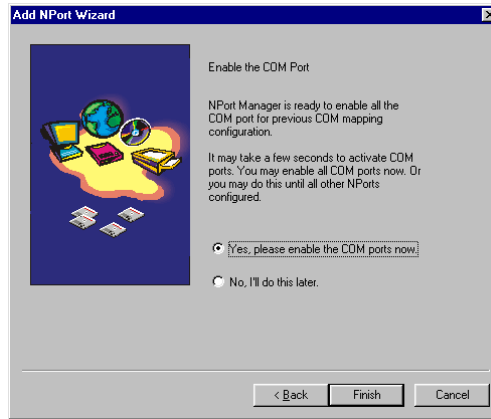 Add NPort Wizard
Enable the COM Port
NPort Manager is ready to enable all the
COM port for previous COM mapping
configuration.
It may take a few seconds to activate COM
ports. You may enable all COM ports now. Or
you may do this until all other NPorts
configured.
Yes, please enable the COM ports now.
No, I'll do this later.
< Back
Finish
Cancel